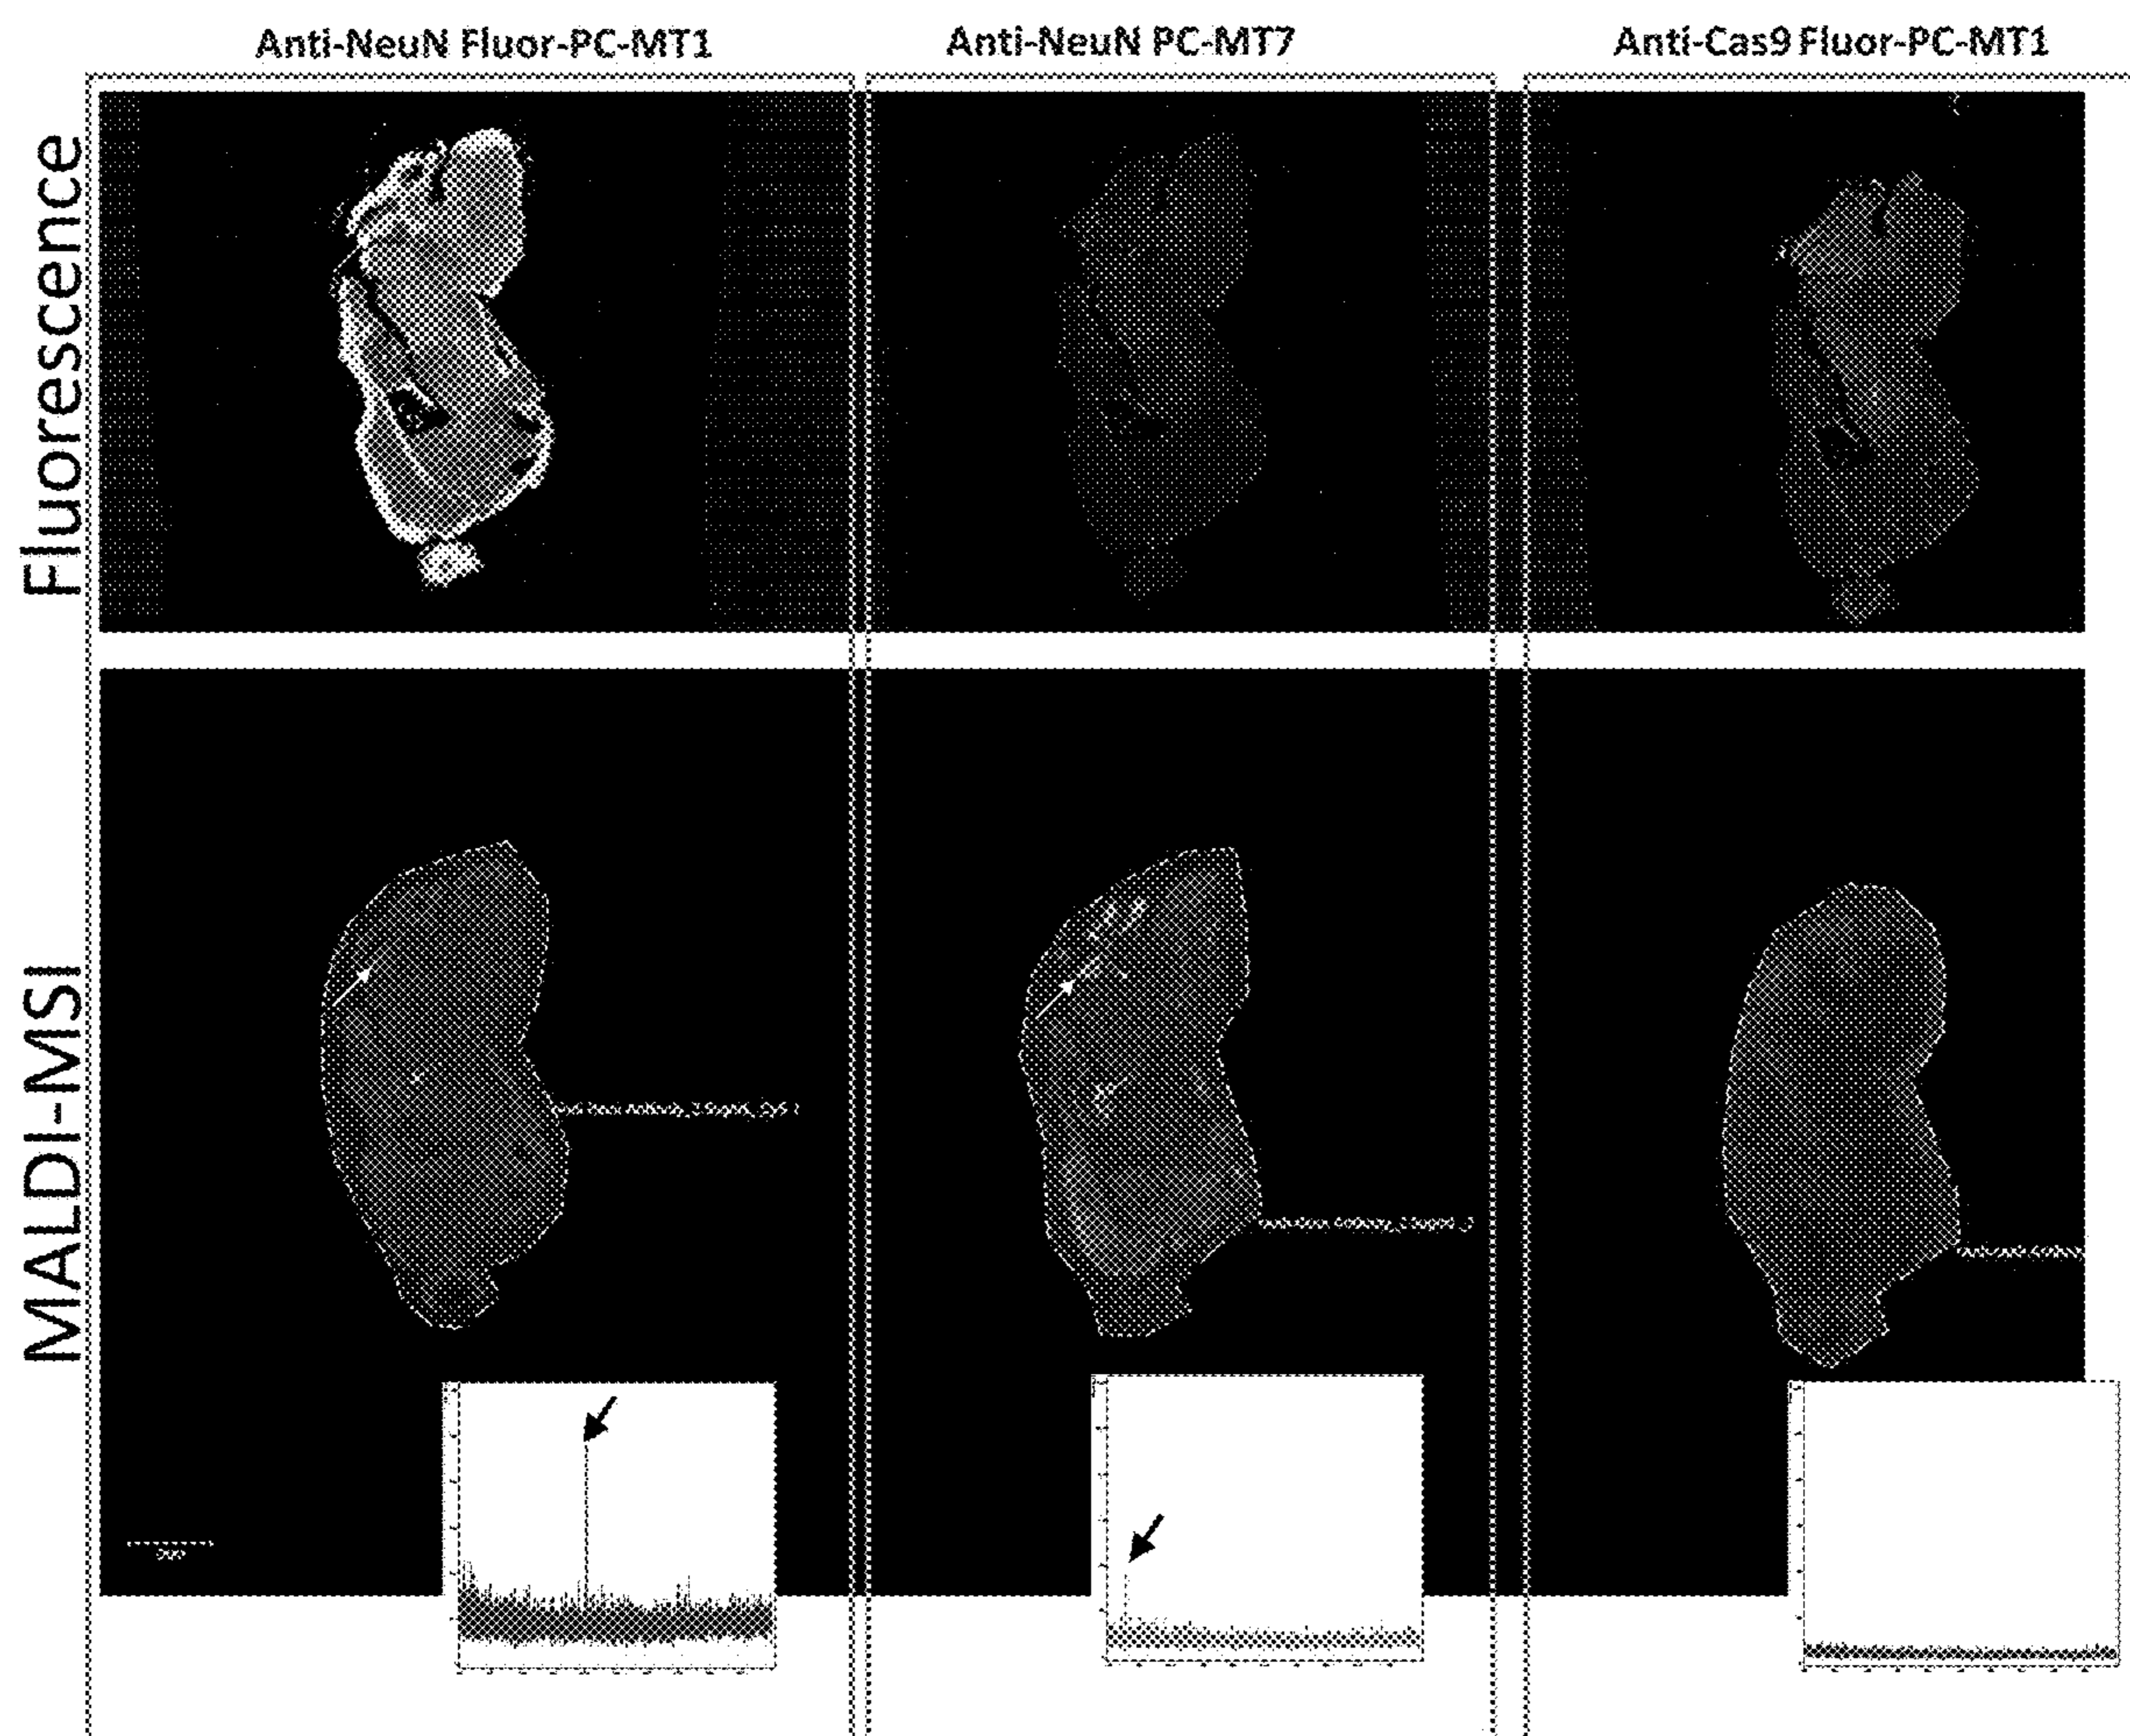 Anti-NeuN Fluor-PC-MT1
Anti-NeuN PC-MT7
Anti-Cas9 Fluor-PC-MT1
Fluorescence
MALDI-MSI